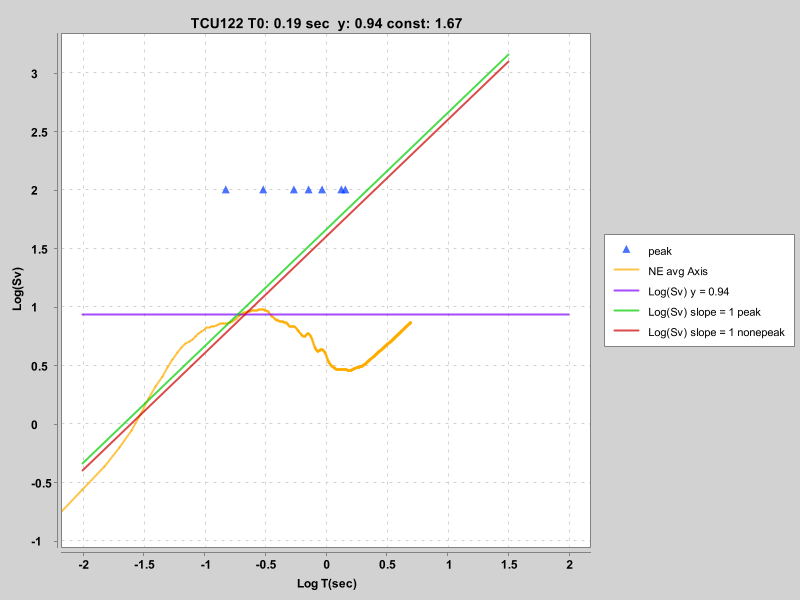 TCU122 T0: 0.19 sec  y: 0.94 const: 1.67
3
2.5
2
1.5
1
0.5
0
-0.5
-1
Log(Sv)
-2 -1.5 -1 -0.5 0 0.5 1 1.5 2
Log T(sec)
peak
NE avg Axis
Log(Sv) y = 0.94
Log(Sv) slope = 1 peak
Log(Sv) slope = 1 nonepeak